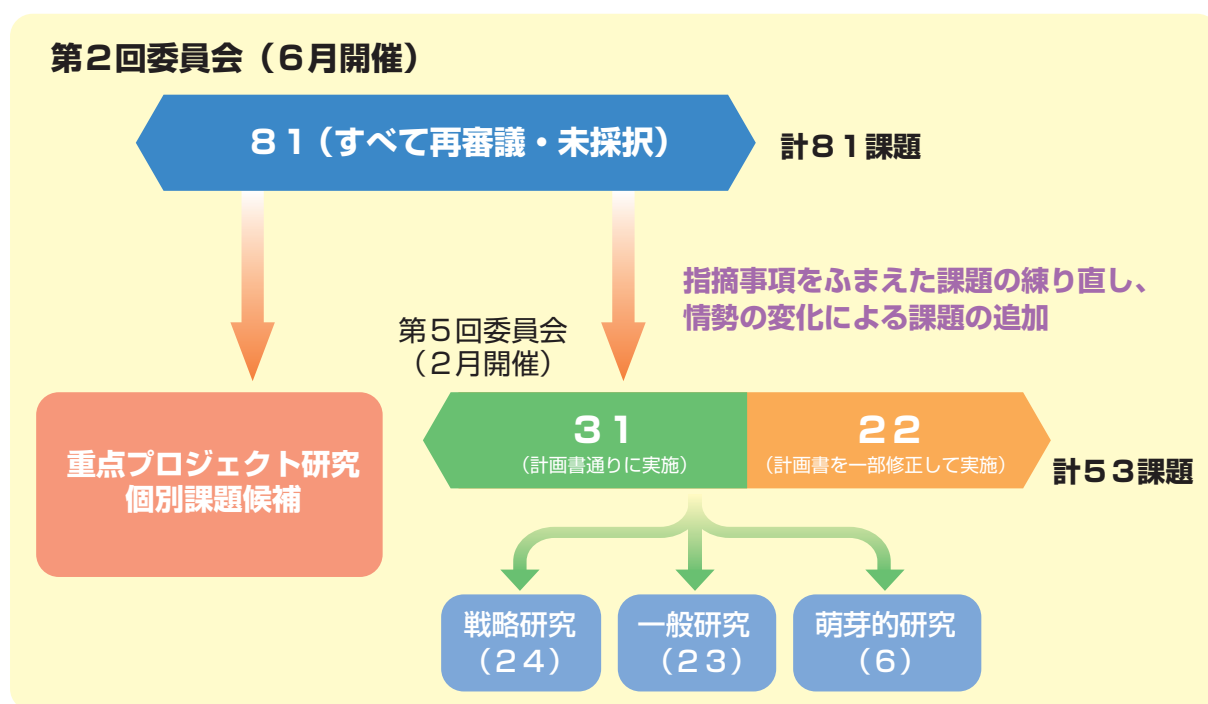 第２回委員会（６月開催）
８１（すべて再審議・未採択）
計８１課題
指摘事項をふまえた課題の練り直し、
情勢の変化による課題の追加
第５回委員会
（２月開催）
重点プロジェクト研究
個別課題候補
３１
（計画書通りに実施）
２２
（計画書を一部修正して実施）
計５３課題
戦略研究
（２４）
一般研究
（２３）
萌芽的研究
（６）